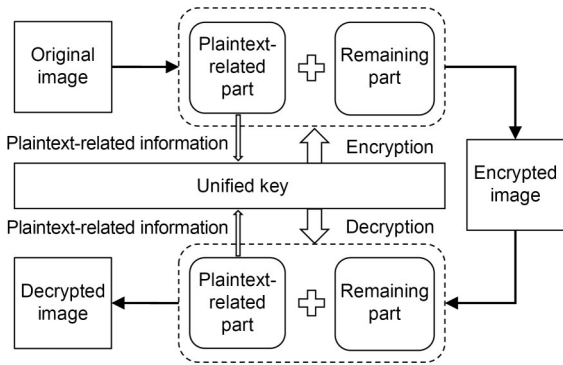 Original
image
Plaintext-
related
part
Remaining
part
Plaintext-related information
Encryption
Unified key
Encrypted
image
Plaintext-related information
Decryption
Decrypted
image
Plaintext-
related
part
Remaining
part